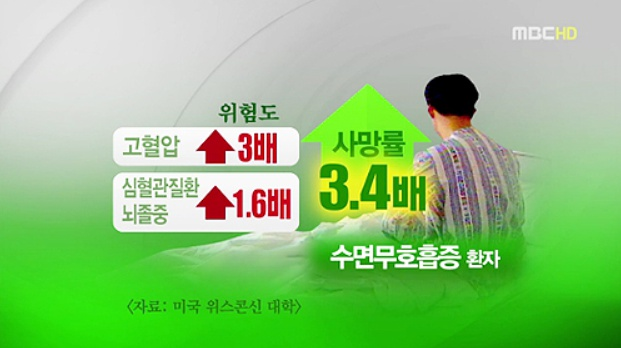 MBCHD
위험도
고혈압 3배
심혈관질환
뇌졸중 1.6배
사망률
3.4배
수면무호흡증 환자
〈자료: 미국 위스콘신 대학〉